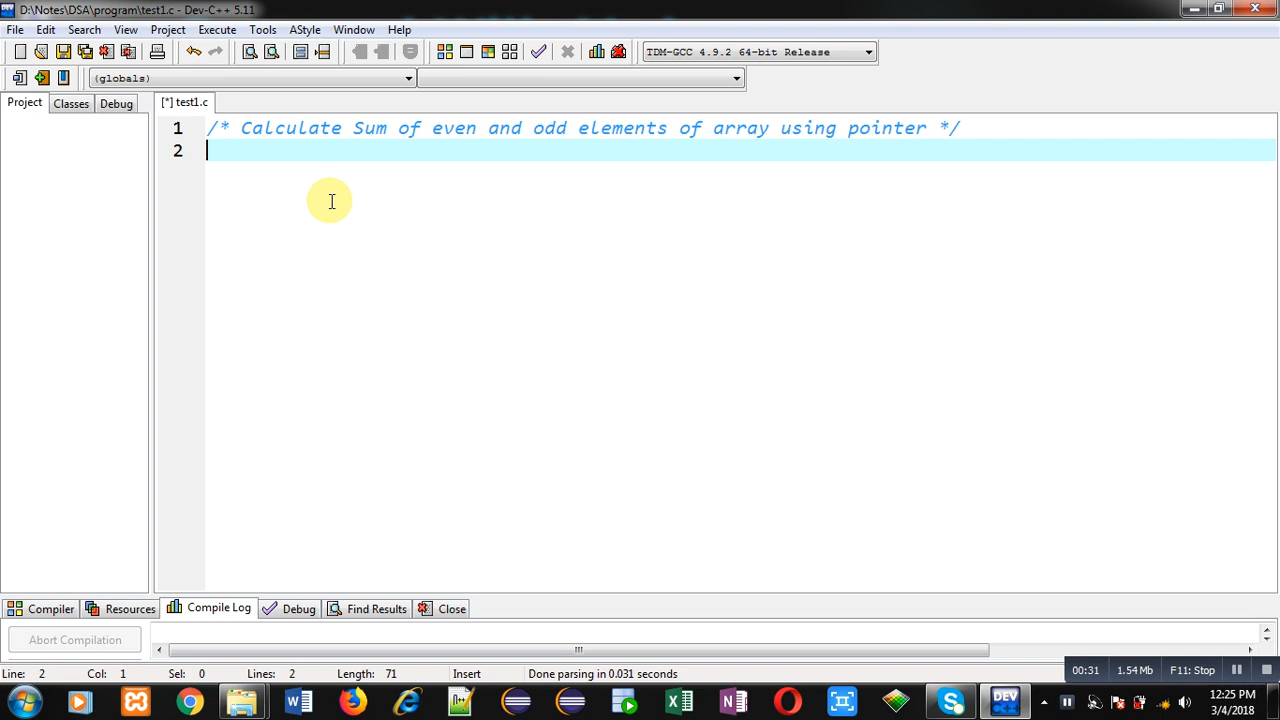 D:\Notes\DSA\program\test1.c - Dev-C++ 5.11
File Edit Search View Project Execute Tools AStyle Window Help
TDM-GCC 4.9.2 64-bit Release
(globals)
Project Classes Debug [*] test1.c
1 /* Calculate Sum of even and odd elements of array using pointer */
2
Compiler Resources Compile Log Debug Find Results Close
Abort Compilation
Line: 2 Col: 1 Sel: 0 Lines: 2 Length: 71 Insert Done parsing in 0.031 seconds
00:31 1.54 Mb F11: Stop
DEV
12:25 PM
3/4/2018